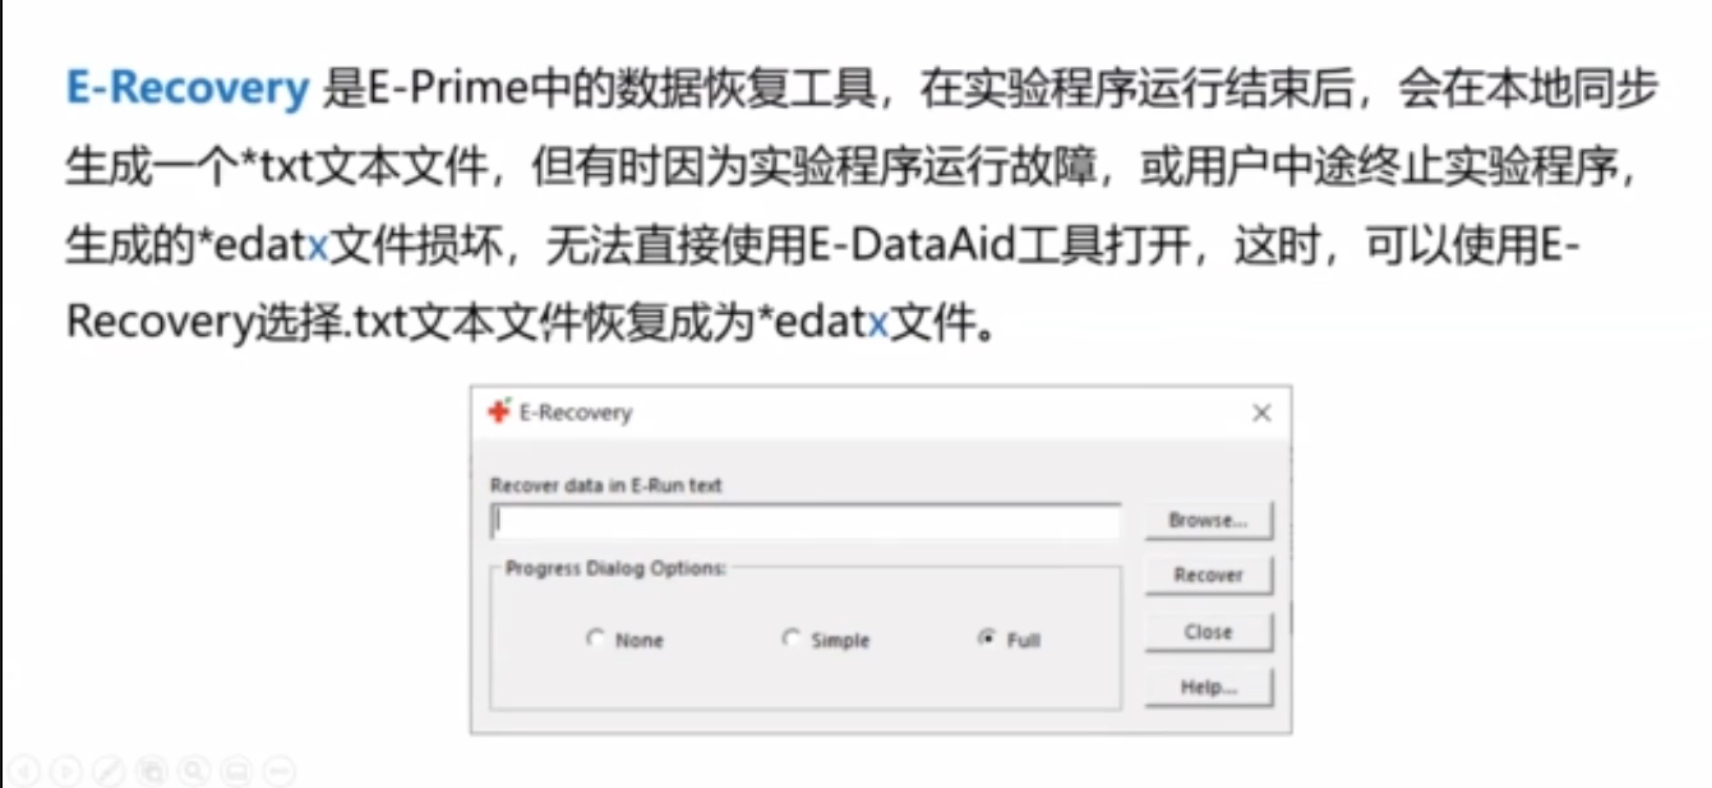 E-Recovery 是E-Prime中的数据恢复工具，在实验程序运行结束后，会在本地同步
生成一个*txt文本文件，但有时因为实验程序运行故障，或用户中途终止实验程序，
生成的*edatx文件损坏，无法直接使用E-DataAid工具打开，这时，可以使用E-
Recovery选择.txt文本文件恢复成为*edatx文件。
E-Recovery
Recover data in E-Run text
Browse...
Progress Dialog Options:
Recover
None
Simple
Full
Close
Help...